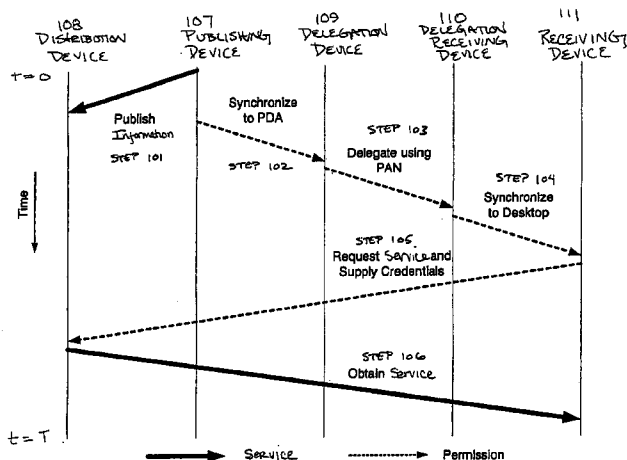 108
DISTRIBUTION
DEVICE
107
PUBLISHING
DEVICE
109
DELEGATION
DEVICE
110
DELEGATION
RECEIVING
DEVICE
111
RECEIVING
DEVICE
T=0
Publish
Information
STEP 101
Synchronize
to PDA
STEP 102
STEP 103
Delegate using
PAN
STEP 104
Synchronize
to Desktop
Time
STEP 105
Request Service and
Supply Credentials
STEP 106
Obtain Service
t=T
SERVICE
Permission